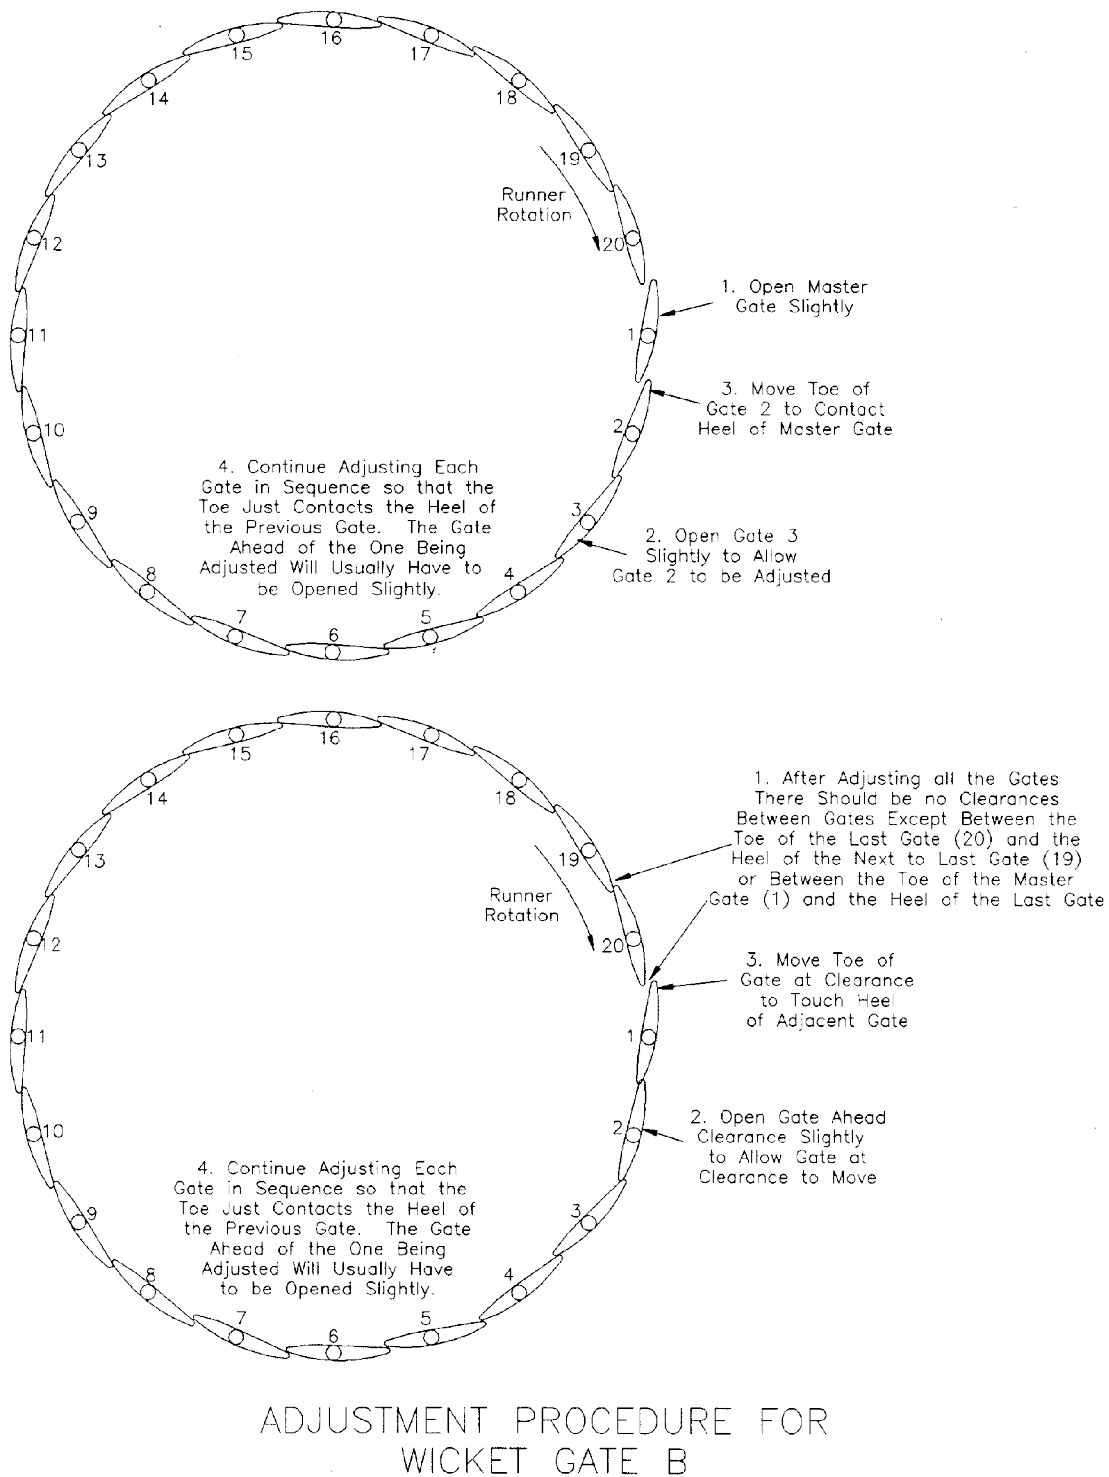 16
15
17
14
18
13
19
Runner
Rotation
12
20
1. Open Master
Gate Slightly
11
1
3. Move Toe of
Gate 2 to Contact
Heel of Master Gate
10
2
4. Continue Adjusting Each
Gate in Sequence so that the
Toe Just Contacts the Heel of
the Previous Gate. The Gate
Ahead of the One Being
Adjusted Will Usually Have to
be Opened Slightly.
9
3
2. Open Gate 3
Slightly to Allow
Gate 2 to be Adjusted
8
4
7
5
6
16
15
17
14
18
1. After Adjusting all the Gates
There Should be no Clearances
Between Gates Except Between the
Toe of the Last Gate (20) and the
Heel of the Next to Last Gate (19)
or Between the Toe of the Master
Gate (1) and the Heel of the Last Gate
13
19
Runner
Rotation
12
20
3. Move Toe of
Gate at Clearance
to Touch Heel
of Adjacent Gate
11
1
10
2
2. Open Gate Ahead
Clearance Slightly
to Allow Gate at
Clearance to Move
4. Continue Adjusting Each
Gate in Sequence so that the
Toe Just Contacts the Heel of
the Previous Gate. The Gate
Ahead of the One Being
Adjusted Will Usually Have
to be Opened Slightly.
9
3
8
4
7
5
6
ADJUSTMENT PROCEDURE FOR
WICKET GATE B